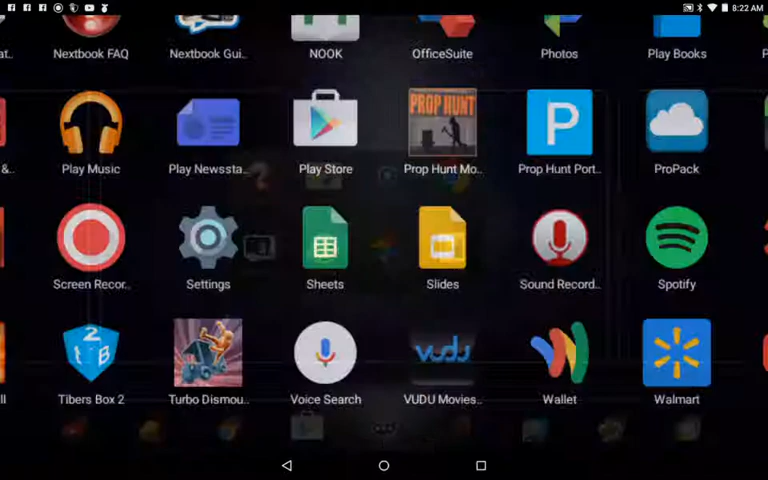 8:22 AM
at..
Nextbook FAQ
Nextbook Gui..
NOOK
OfficeSuite
Photos
Play Books
P
&..
Play Music
Play Newssta..
Play Store
PROP HUNT
Prop Hunt Mo..
P
Prop Hunt Port..
ProPack
Screen Recor..
Settings
Sheets
Slides
Sound Record..
Spotify
ll
2
t B
Tibers Box 2
Turbo Dismou..
Voice Search
vudu
VUDU Movies..
Wallet
Walmart